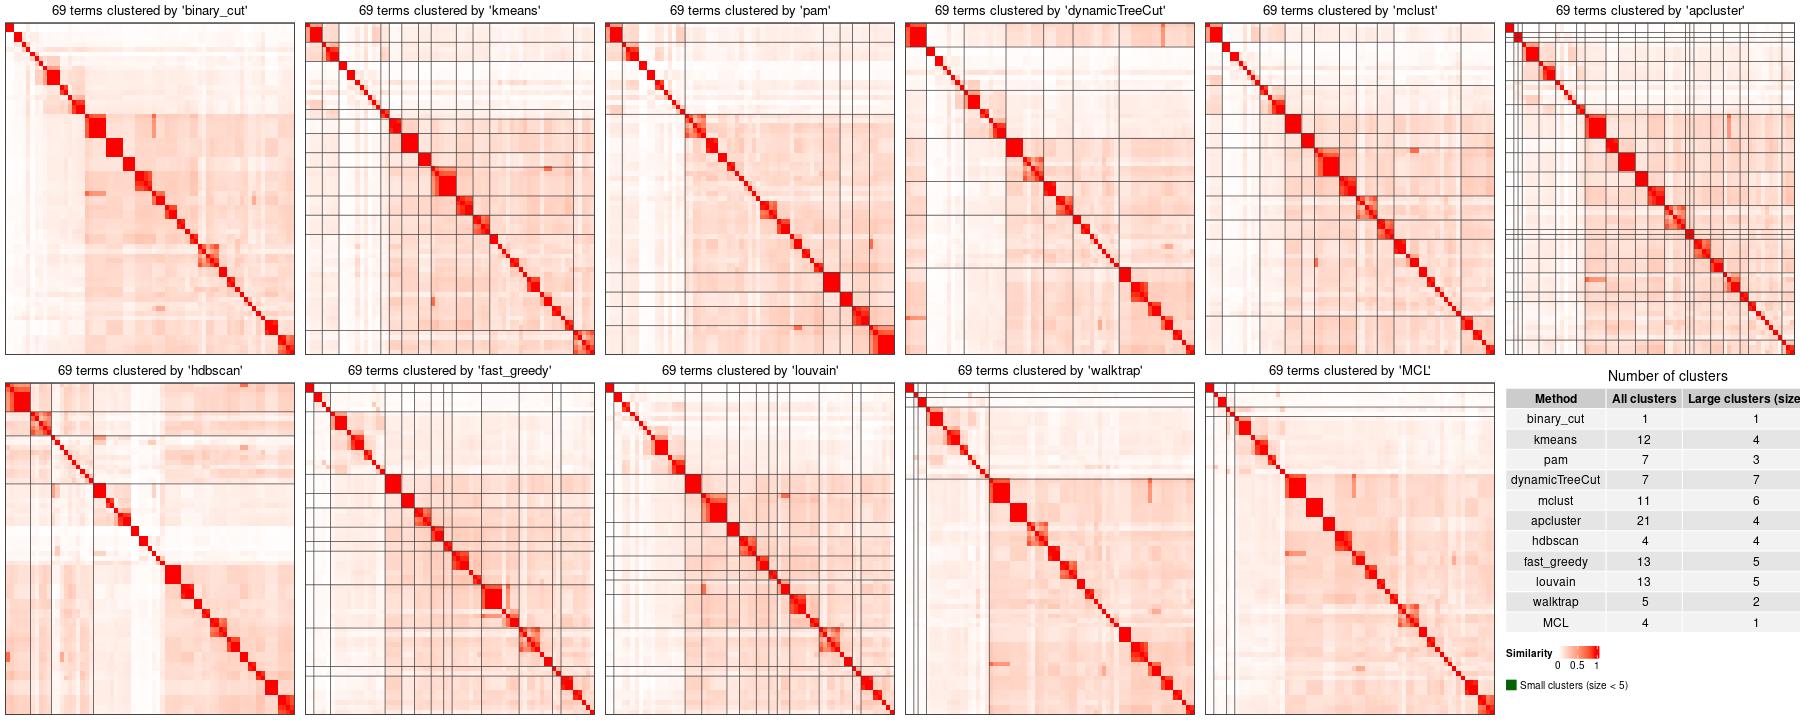 69 terms clustered by 'binary_cut'
69 terms clustered by 'kmeans'
69 terms clustered by 'pam'
69 terms clustered by 'dynamicTreeCut'
69 terms clustered by 'mclust'
69 terms clustered by 'apcluster'
69 terms clustered by 'hdbscan'
69 terms clustered by 'fast_greedy'
69 terms clustered by 'louvain'
69 terms clustered by 'walktrap'
69 terms clustered by 'MCL'
Number of clusters
Method All clusters Large clusters (size
binary_cut 1 1
kmeans 12 4
pam 7 3
dynamicTreeCut 7 7
mclust 11 6
apcluster 21 4
hdbscan 4 4
fast_greedy 13 5
louvain 13 5
walktrap 5 2
MCL 4 1
Similarity
0 0.5 1
Small clusters (size < 5)